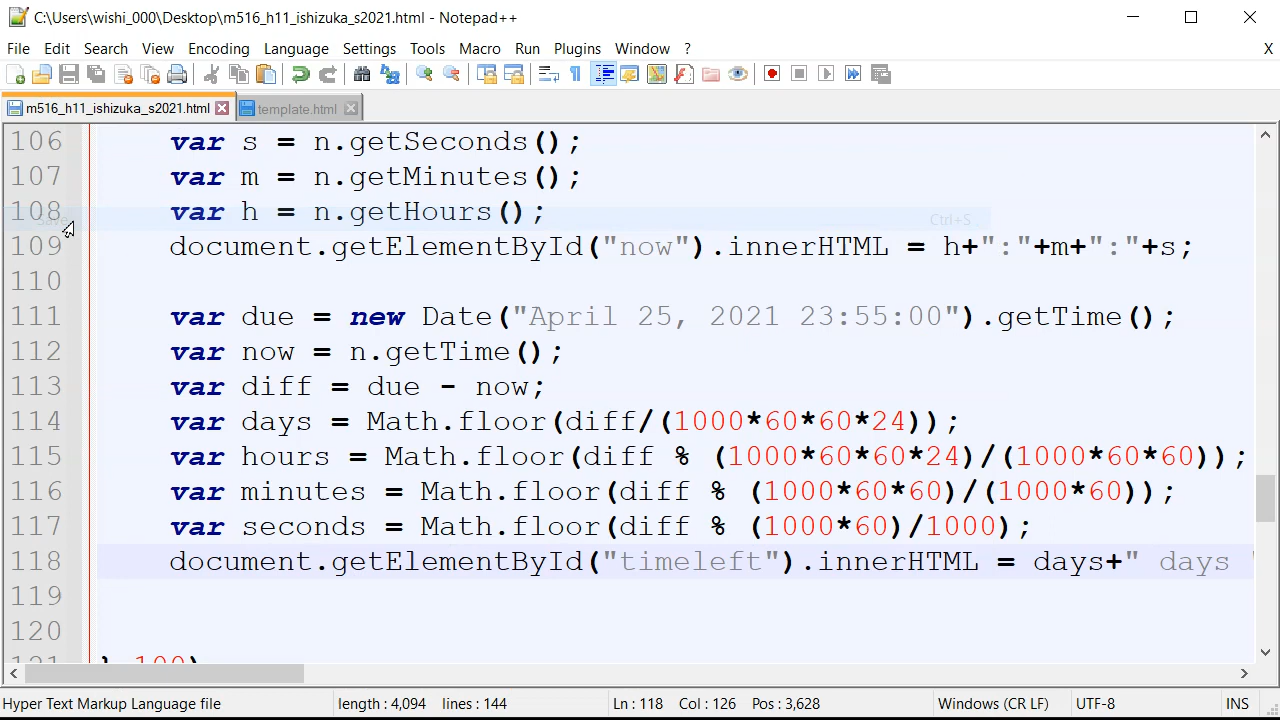 C:\Users\wishi_000\Desktop\m516_h11_ishizuka_s2021.html - Notepad++
File Edit Search View Encoding Language Settings Tools Macro Run Plugins Window ? X
m516_h11_ishizuka_s2021.html template.html
106 var s = n.getSeconds();
107 var m = n.getMinutes();
108 var h = n.getHours();
Save Ctrl+S
109 document.getElementById("now").innerHTML = h+":"+m+":"+s;
110
111 var due = new Date("April 25, 2021 23:55:00").getTime();
112 var now = n.getTime();
113 var diff = due - now;
114 var days = Math.floor(diff/(1000*60*60*24));
115 var hours = Math.floor(diff % (1000*60*60*24)/(1000*60*60));
116 var minutes = Math.floor(diff % (1000*60*60)/(1000*60));
117 var seconds = Math.floor(diff % (1000*60)/1000);
118 document.getElementById("timeleft").innerHTML = days+" days "
119
120
121 }, 100)
Hyper Text Markup Language file length : 4,094 lines : 144 Ln : 118 Col : 126 Pos : 3,628 Windows (CR LF) UTF-8 INS